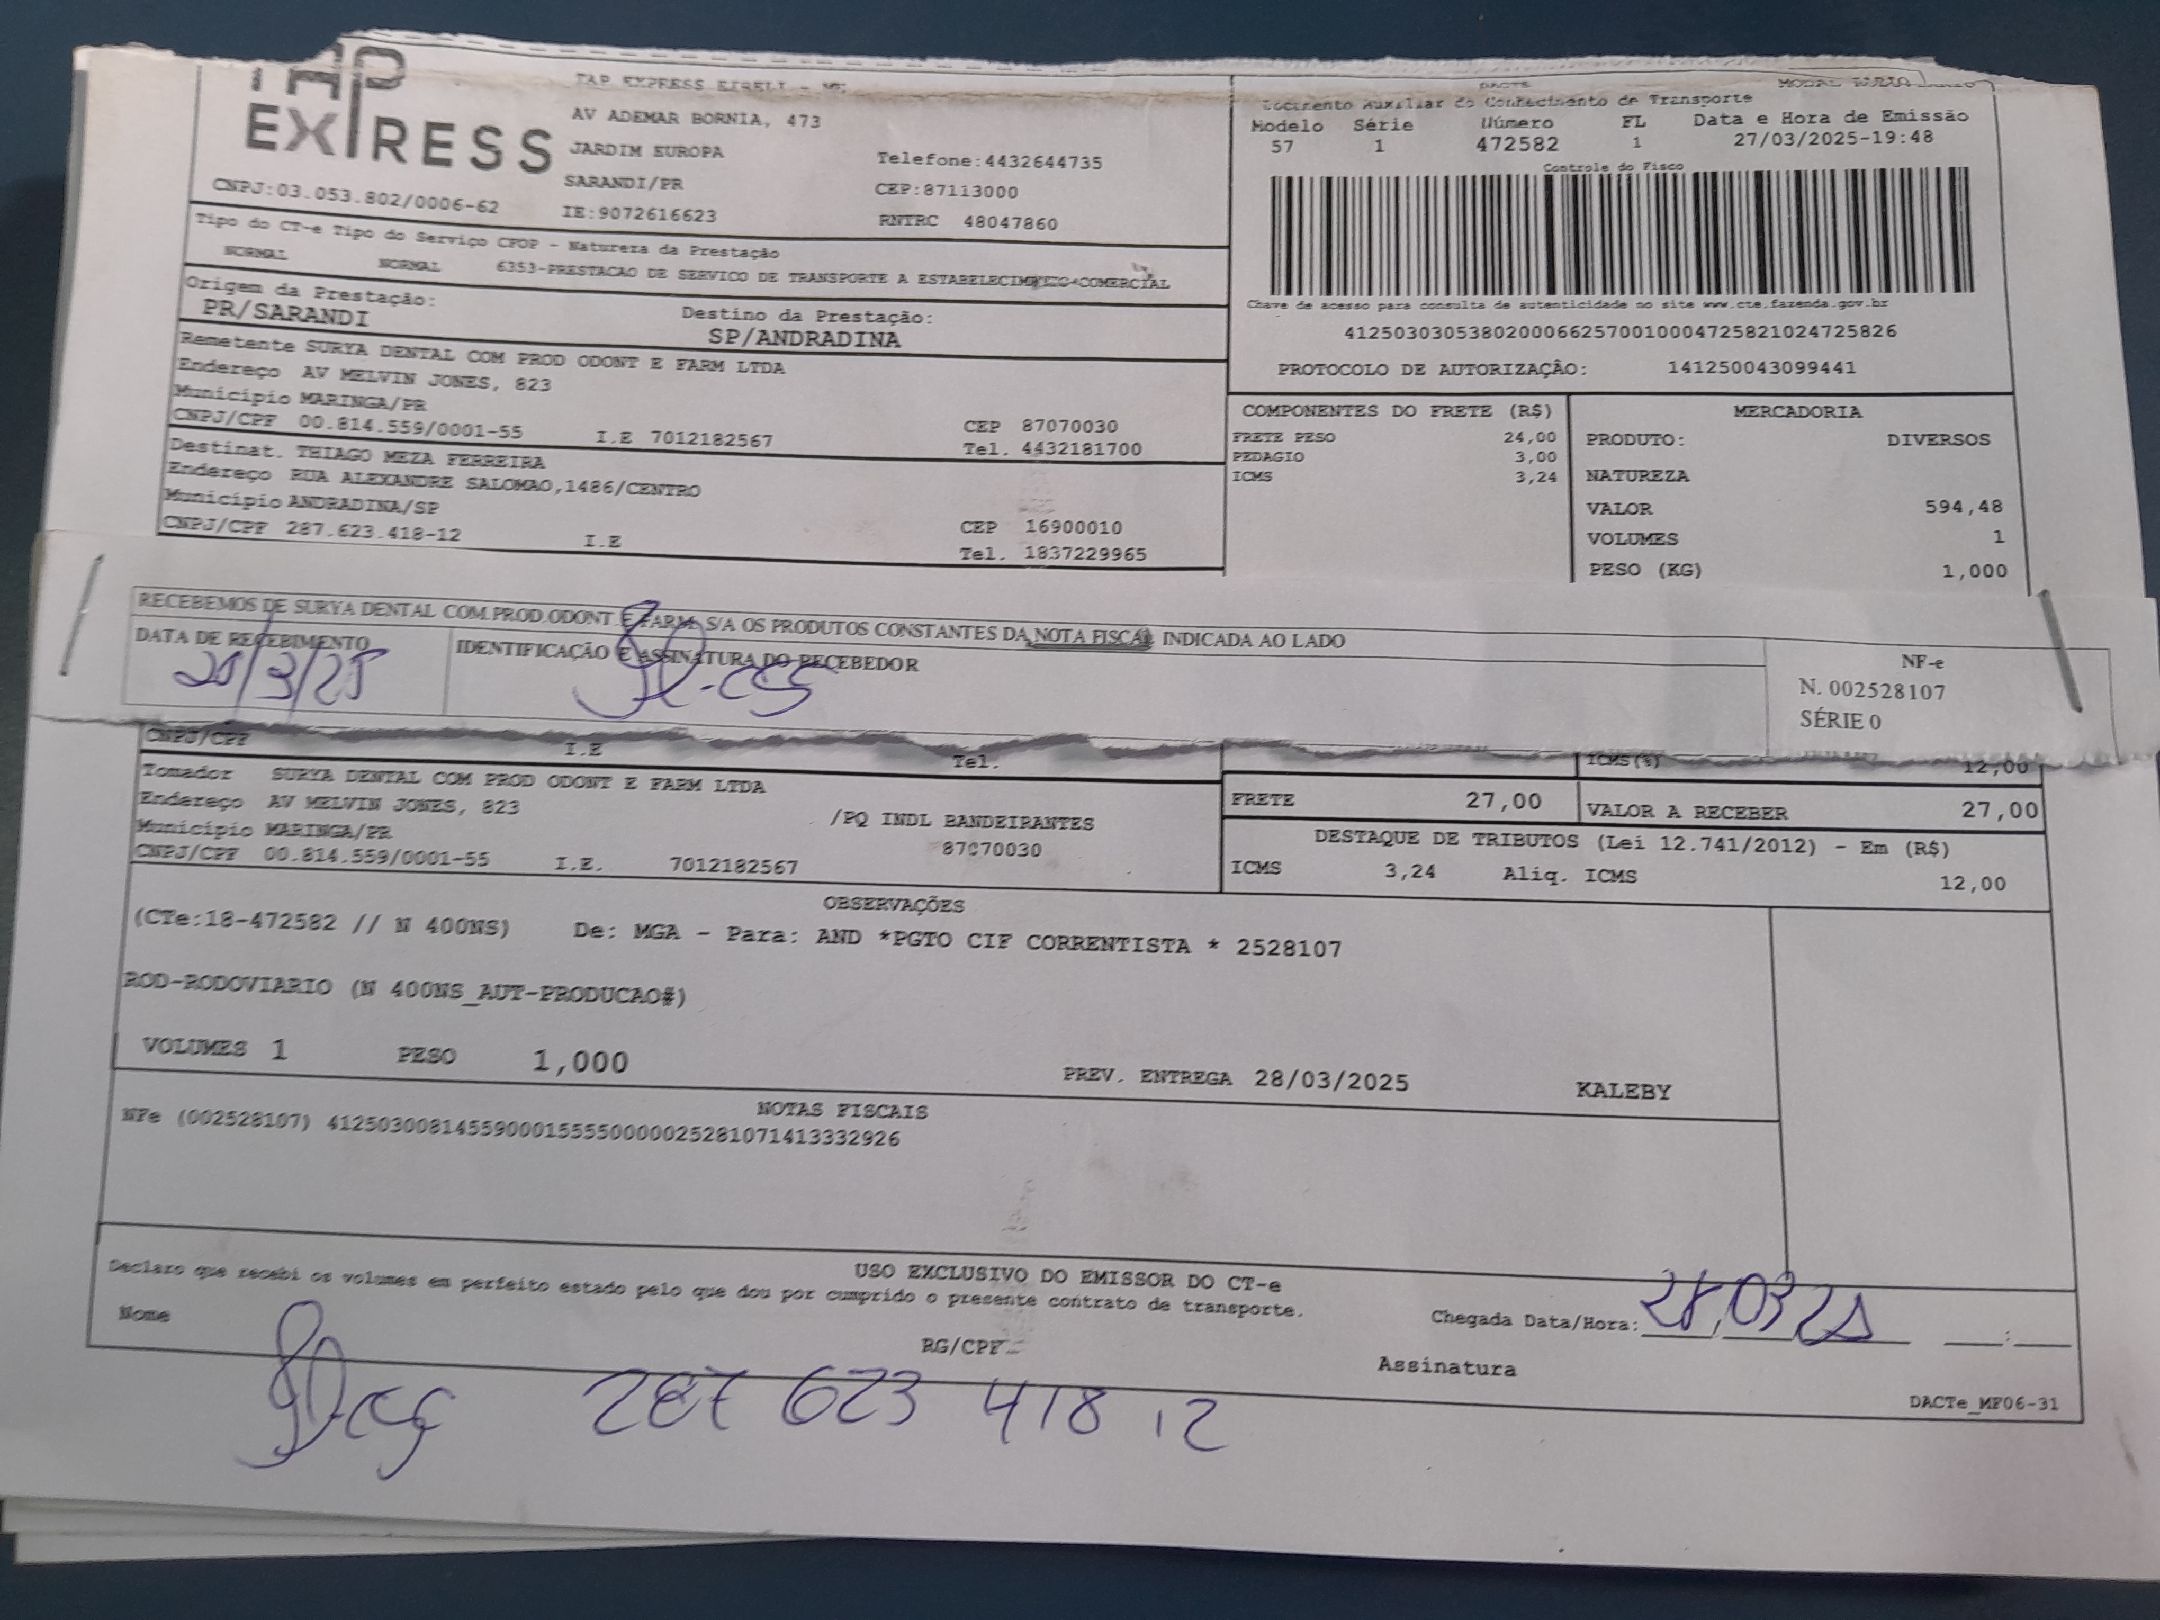 TAP
EXPRESS
CNPJ:03.053.802/0006-62
TAP EXPRESS EIRELI - ME
AV ADEMAR BORNIA, 473
JARDIM EUROPA
SARANDI/PR
IE:9072616623
Telefone:4432644735
CEP:87113000
RNTRC 48047860
DACTE
MODAL
Documento Auxiliar do Conhecimento de Transporte
Modelo Série Número FL Data e Hora de Emissão
57 1 472582 1 27/03/2025-19:48
Controle do Fisco
Chave de acesso para consulta de autenticidade no site www.cte.fazenda.gov.br
41250303053802000662570010004725821024725826
PROTOCOLO DE AUTORIZAÇÃO: 141250043099441
Tipo do CT-e Tipo do Serviço CFOP - Natureza da Prestação
NORMAL NORMAL 6353-PRESTACAO DE SERVICO DE TRANSPORTE A ESTABELECIMENTO COMERCIAL
Origem da Prestação: Destino da Prestação:
PR/SARANDI SP/ANDRADINA
Remetente SURYA DENTAL COM PROD ODONT E FARM LTDA
Endereço AV MELVIN JONES, 823
Município MARINGA/PR CEP 87070030
CNPJ/CPF 00.814.559/0001-55 I.E 7012182567 Tel. 4432181700
Destinat. THIAGO MEZA FERREIRA
Endereço RUA ALEXANDRE SALOMAO,1486/CENTRO
Município ANDRADINA/SP CEP 16900010
CNPJ/CPF 287.623.418-12 I.E Tel. 1837229965
COMPONENTES DO FRETE (R$)
FRETE PESO 24,00
PEDAGIO 3,00
ICMS 3,24
MERCADORIA
PRODUTO: DIVERSOS
NATUREZA
VALOR 594,48
VOLUMES 1
PESO (KG) 1,000
RECEBEMOS DE SURYA DENTAL COM.PROD.ODONT E FARM. S/A OS PRODUTOS CONSTANTES DA NOTA FISCAL INDICADA AO LADO
DATA DE RECEBIMENTO IDENTIFICAÇÃO E ASSINATURA DO RECEBEDOR
28/3/25
NF-e
N. 002528107
SÉRIE 0
CNPJ/CPF I.E Tel.
ICMS(%) 12,00
Tomador SURYA DENTAL COM PROD ODONT E FARM LTDA
Endereço AV MELVIN JONES, 823 /PQ INDL BANDEIRANTES
Município MARINGA/PR 87070030
CNPJ/CPF 00.814.559/0001-55 I.E. 7012182567
FRETE 27,00 VALOR A RECEBER 27,00
DESTAQUE DE TRIBUTOS (Lei 12.741/2012) - Em (R$)
ICMS 3,24 Aliq. ICMS 12,00
OBSERVAÇÕES
(CTe:18-472582 // N 400NS) De: MGA - Para: AND *PGTO CIF CORRENTISTA * 2528107
ROD-RODOVIARIO (N 400NS_AUT-PRODUCAO#)
VOLUMES 1 PESO 1,000 PREV. ENTREGA 28/03/2025 KALEBY
NOTAS FISCAIS
NFe (002528107) 41250300814559000155550000025281071413332926
USO EXCLUSIVO DO EMISSOR DO CT-e
Declaro que recebi os volumes em perfeito estado pelo que dou por cumprido o presente contrato de transporte.
Chegada Data/Hora: 28/03/25 :
Nome RG/CPF Assinatura
287 623 418 12
DACTe_MF06-31